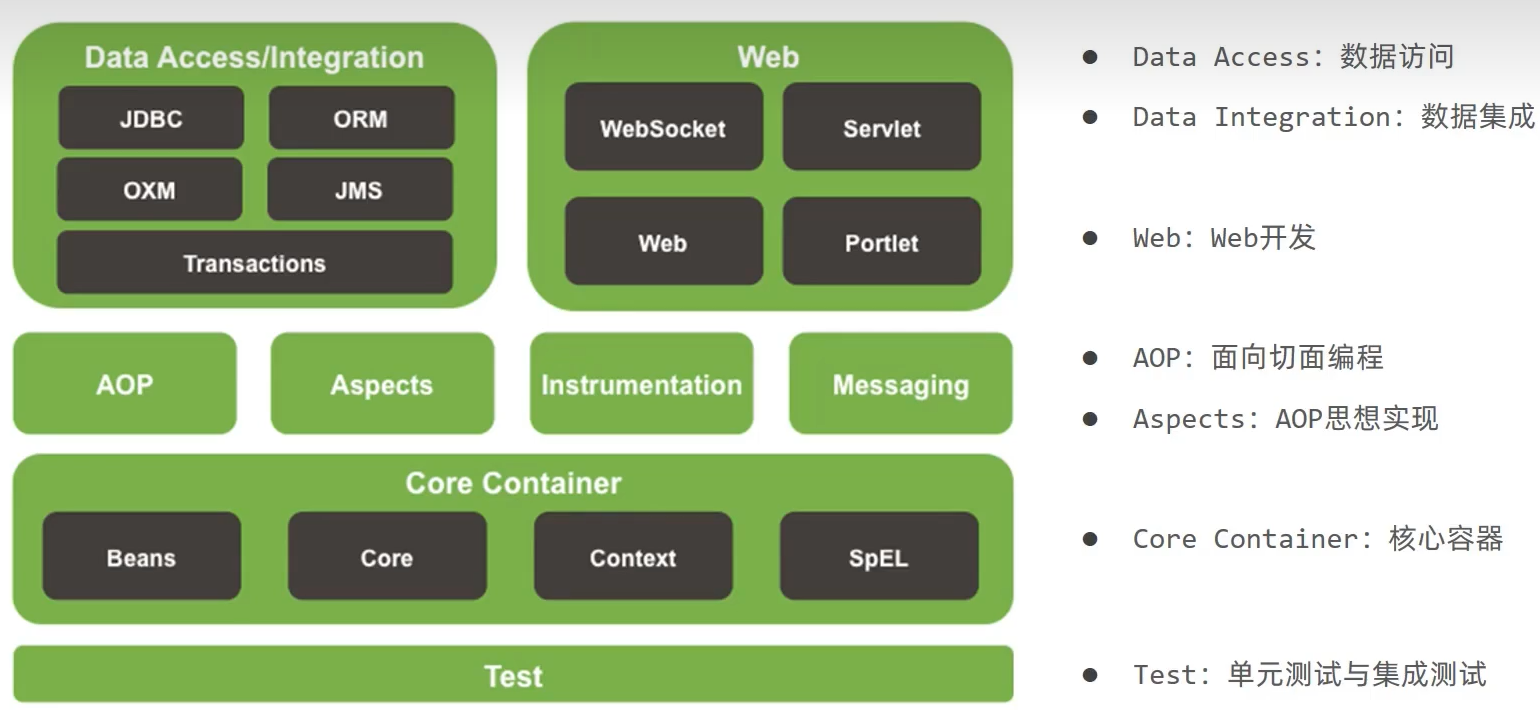 Data Access/Integration
JDBC
ORM
OXM
JMS
Transactions
Web
WebSocket
Servlet
Web
Portlet
AOP
Aspects
Instrumentation
Messaging
Core Container
Beans
Core
Context
SpEL
Test
● Data Access：数据访问
● Data Integration：数据集成
● Web：Web开发
● AOP：面向切面编程
● Aspects：AOP思想实现
● Core Container：核心容器
● Test：单元测试与集成测试